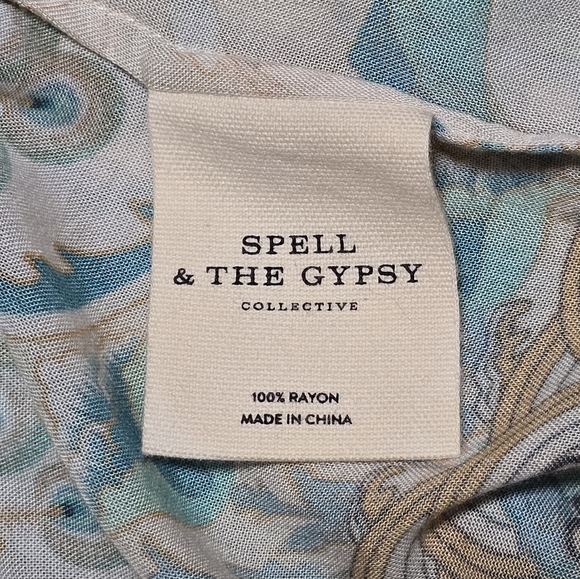 SPELL
& THE GYPSY
COLLECTIVE
100% RAYON
MADE IN CHINA